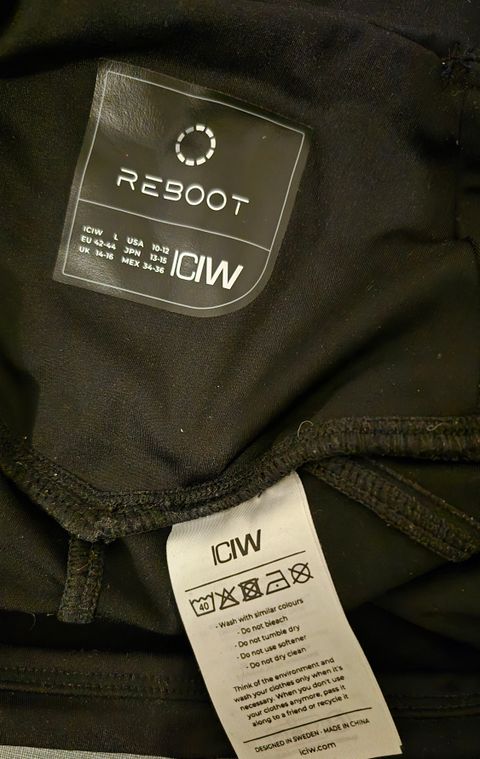 REBOOT
ICIW L USA 10-12
EU 42-44 JPN 13-15
UK 14-16 MEX 34-36
ICIW
ICIW
40
- Wash with similar colours
- Do not bleach
- Do not tumble dry
- Do not use softener
- Do not dry clean
Think of the environment and
wash your clothes only when it's
necessary. When you don't use
your clothes anymore, pass it
along to a friend or recycle it
DESIGNED IN SWEDEN - MADE IN CHINA
iciw.com